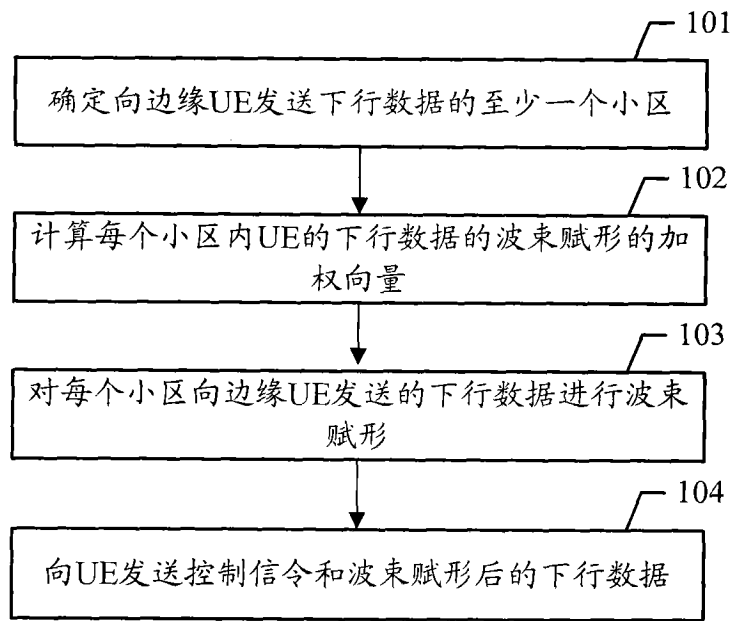 101
确定向边缘UE发送下行数据的至少一个小区
102
计算每个小区内UE的下行数据的波束赋形的加
权向量
103
对每个小区向边缘UE发送的下行数据进行波束
赋形
104
向UE发送控制信令和波束赋形后的下行数据